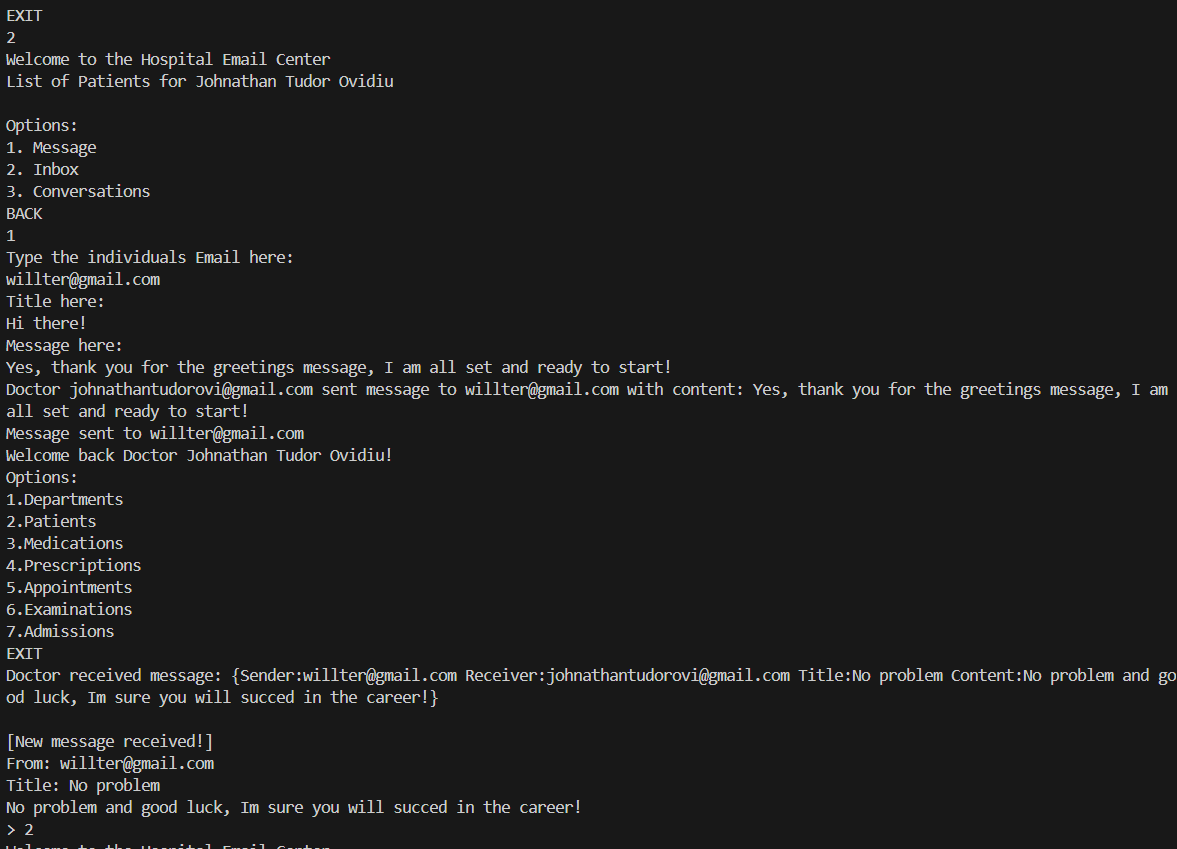 EXIT
2
Welcome to the Hospital Email Center
List of Patients for Johnathan Tudor Ovidiu
Options:
1. Message
2. Inbox
3. Conversations
BACK
1
Type the individuals Email here:
willter@gmail.com
Title here:
Hi there!
Message here:
Yes, thank you for the greetings message, I am all set and ready to start!
Doctor johnathantudorovi@gmail.com sent message to willter@gmail.com with content: Yes, thank you for the greetings message, I am
all set and ready to start!
Message sent to willter@gmail.com
Welcome back Doctor Johnathan Tudor Ovidiu!
Options:
1.Departments
2.Patients
3.Medications
4.Prescriptions
5.Appointments
6.Examinations
7.Admissions
EXIT
Doctor received message: {Sender:willter@gmail.com Receiver:johnathantudorovi@gmail.com Title:No problem Content:No problem and go
od luck, Im sure you will succed in the career!}
[New message received!]
From: willter@gmail.com
Title: No problem
No problem and good luck, Im sure you will succed in the career!
> 2
Welcome to the Hospital Email Center